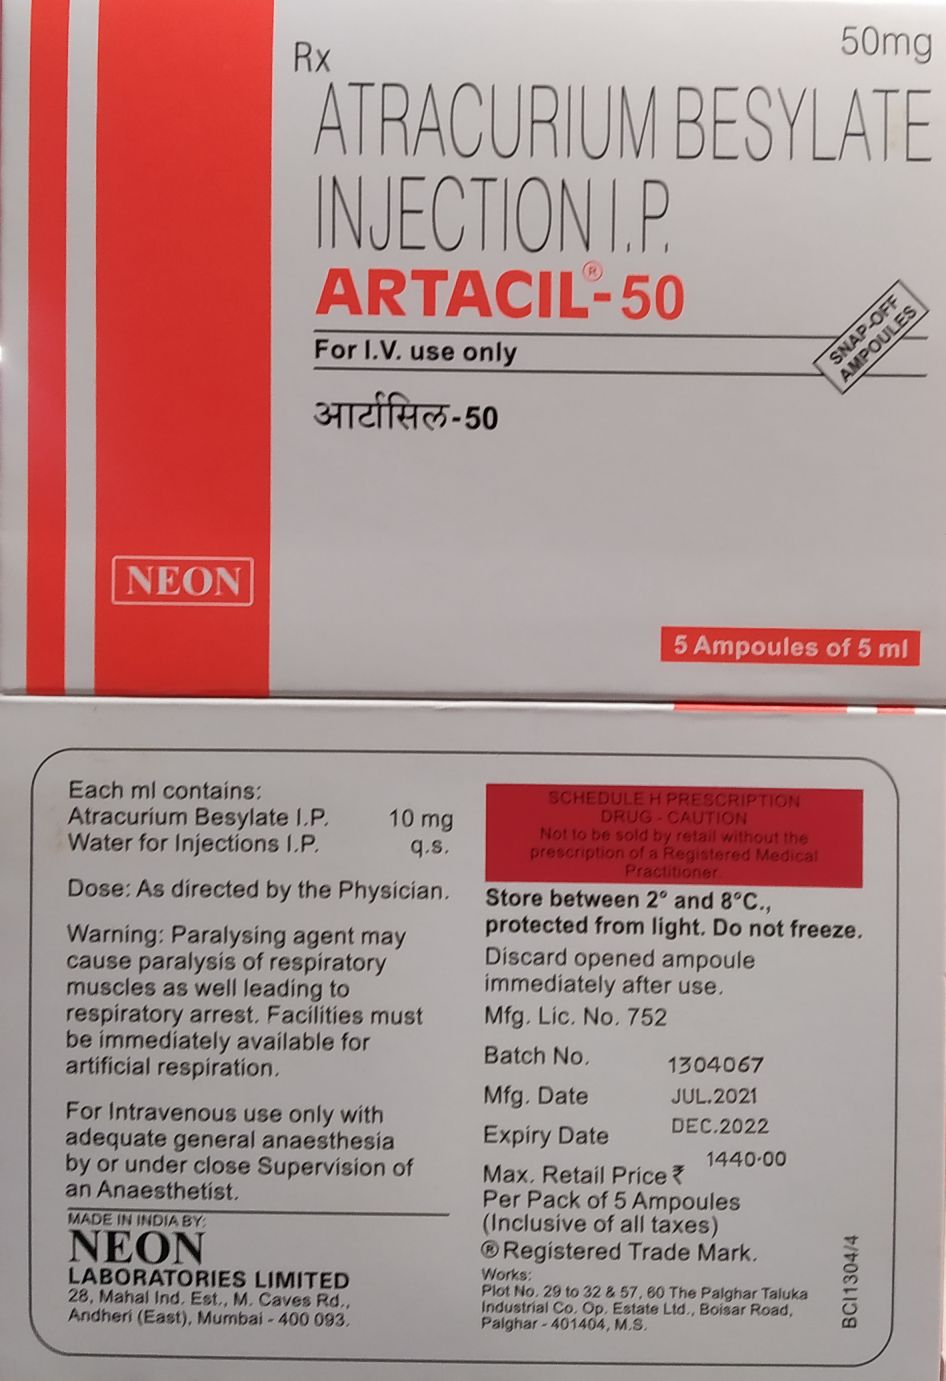 50mg
Rx
ATRACURIUM BESYLATE
INJECTION I.P.
ARTACIL®-50
For I.V. use only
SNAP-OFF
AMPOULES
आर्टासिल-50
NEON
5 Ampoules of 5 ml
Each ml contains:
Atracurium Besylate I.P. 10 mg
Water for Injections I.P. q.s.
Dose: As directed by the Physician.
Warning: Paralysing agent may
cause paralysis of respiratory
muscles as well leading to
respiratory arrest. Facilities must
be immediately available for
artificial respiration.
For Intravenous use only with
adequate general anaesthesia
by or under close Supervision of
an Anaesthetist.
MADE IN INDIA BY:
NEON
LABORATORIES LIMITED
28, Mahal Ind. Est., M. Caves Rd.,
Andheri (East), Mumbai - 400 093.
SCHEDULE H PRESCRIPTION
DRUG - CAUTION
Not to be sold by retail without the
prescription of a Registered Medical
Practitioner.
Store between 2° and 8°C.,
protected from light. Do not freeze.
Discard opened ampoule
immediately after use.
Mfg. Lic. No. 752
Batch No. 1304067
Mfg. Date JUL.2021
Expiry Date DEC.2022
Max. Retail Price ₹ 1440.00
Per Pack of 5 Ampoules
(Inclusive of all taxes)
® Registered Trade Mark.
Works:
Plot No. 29 to 32 & 57, 60 The Palghar Taluka
Industrial Co. Op. Estate Ltd., Boisar Road,
Palghar - 401404, M.S.
BCI1304/4